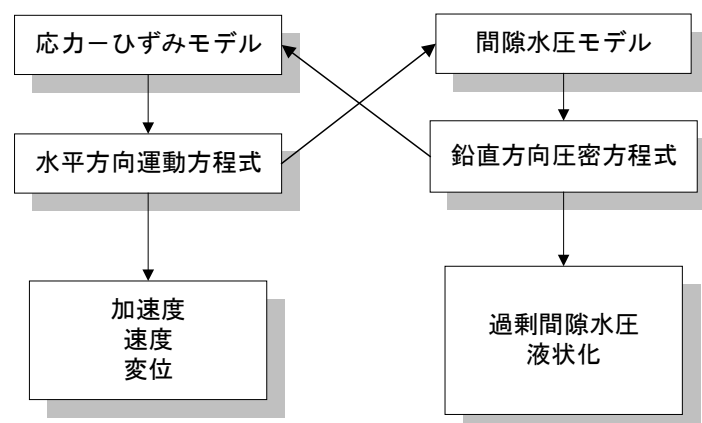 応力－ひずみモデル
間隙水圧モデル
水平方向運動方程式
鉛直方向圧密方程式
加速度
速度
変位
過剰間隙水圧
液状化